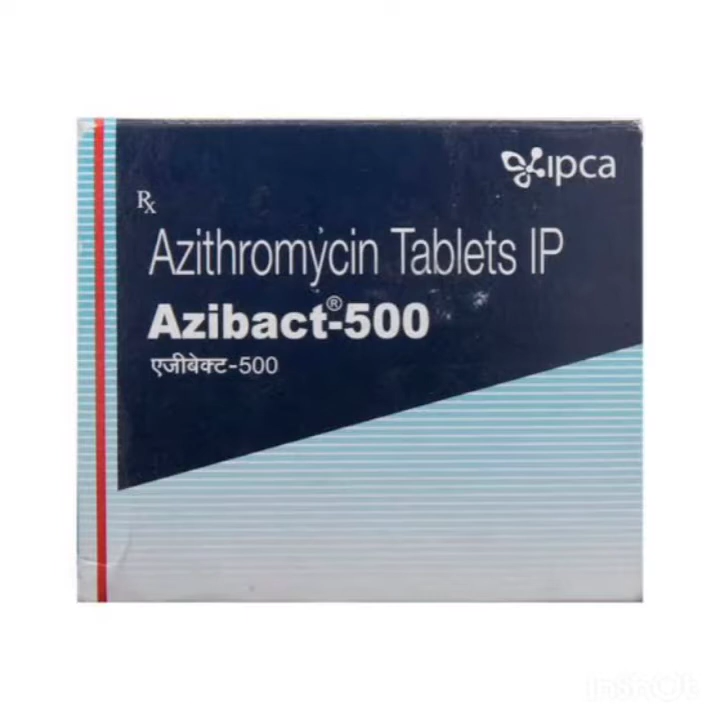 ipca
Rx
Azithromycin Tablets IP
Azibact®-500
एजीबेक्ट-500